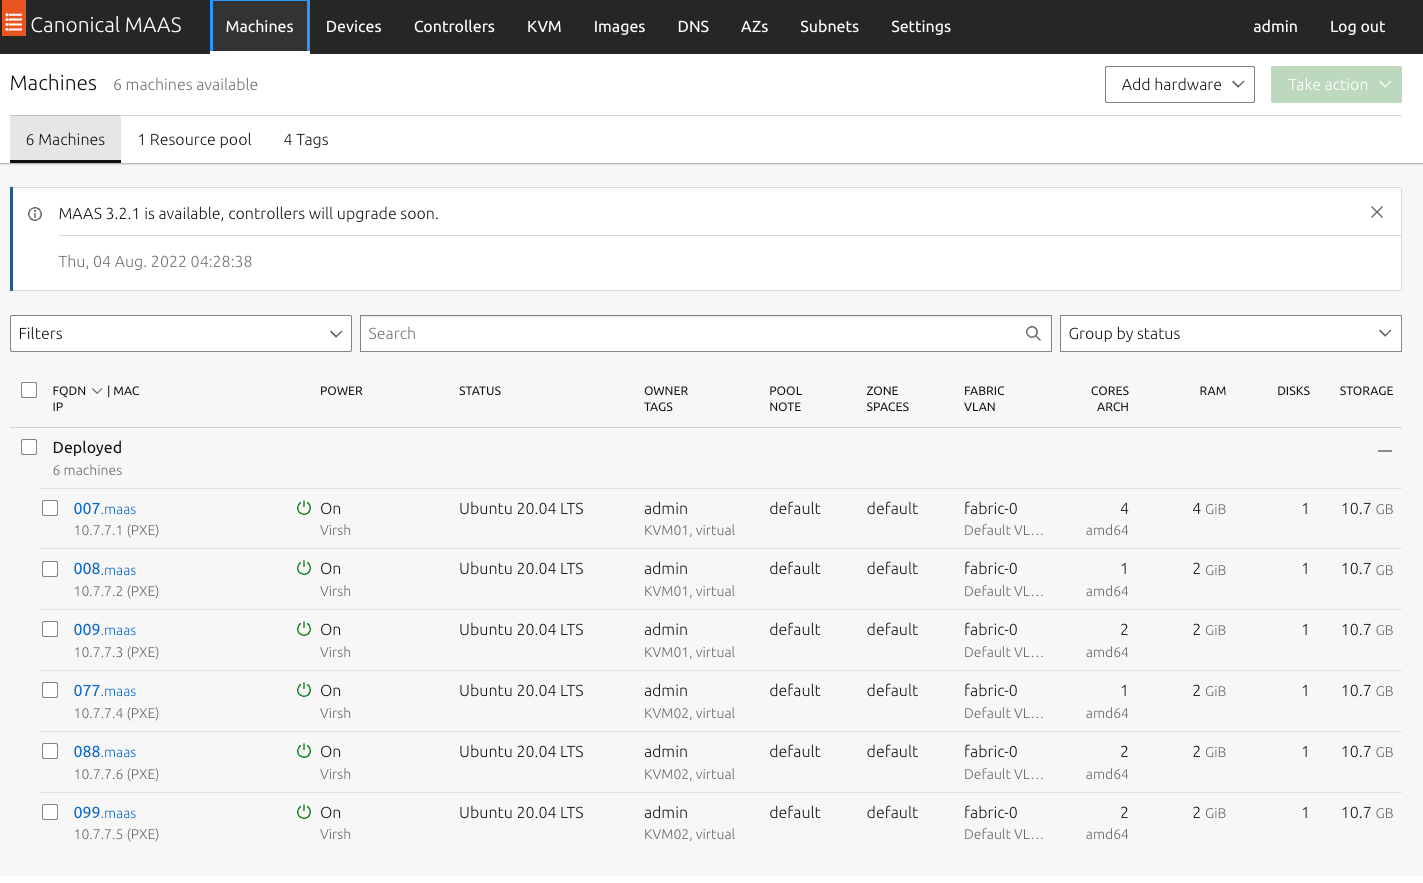 Canonical MAAS Machines Devices Controllers KVM Images DNS AZs Subnets Settings admin Log out
Machines 6 machines available Add hardware Take action
6 Machines 1 Resource pool 4 Tags
MAAS 3.2.1 is available, controllers will upgrade soon.
Thu, 04 Aug. 2022 04:28:38
Filters Search Group by status
FQDN | MAC POWER STATUS OWNER POOL ZONE FABRIC CORES RAM DISKS STORAGE
IP TAGS NOTE SPACES VLAN ARCH
Deployed
6 machines
007.maas On Ubuntu 20.04 LTS admin default default fabric-0 4 4 GiB 1 10.7 GB
10.7.7.1 (PXE) Virsh KVM01, virtual Default VL... amd64
008.maas On Ubuntu 20.04 LTS admin default default fabric-0 1 2 GiB 1 10.7 GB
10.7.7.2 (PXE) Virsh KVM01, virtual Default VL... amd64
009.maas On Ubuntu 20.04 LTS admin default default fabric-0 2 2 GiB 1 10.7 GB
10.7.7.3 (PXE) Virsh KVM01, virtual Default VL... amd64
077.maas On Ubuntu 20.04 LTS admin default default fabric-0 1 2 GiB 1 10.7 GB
10.7.7.4 (PXE) Virsh KVM02, virtual Default VL... amd64
088.maas On Ubuntu 20.04 LTS admin default default fabric-0 2 2 GiB 1 10.7 GB
10.7.7.6 (PXE) Virsh KVM02, virtual Default VL... amd64
099.maas On Ubuntu 20.04 LTS admin default default fabric-0 2 2 GiB 1 10.7 GB
10.7.7.5 (PXE) Virsh KVM02, virtual Default VL... amd64